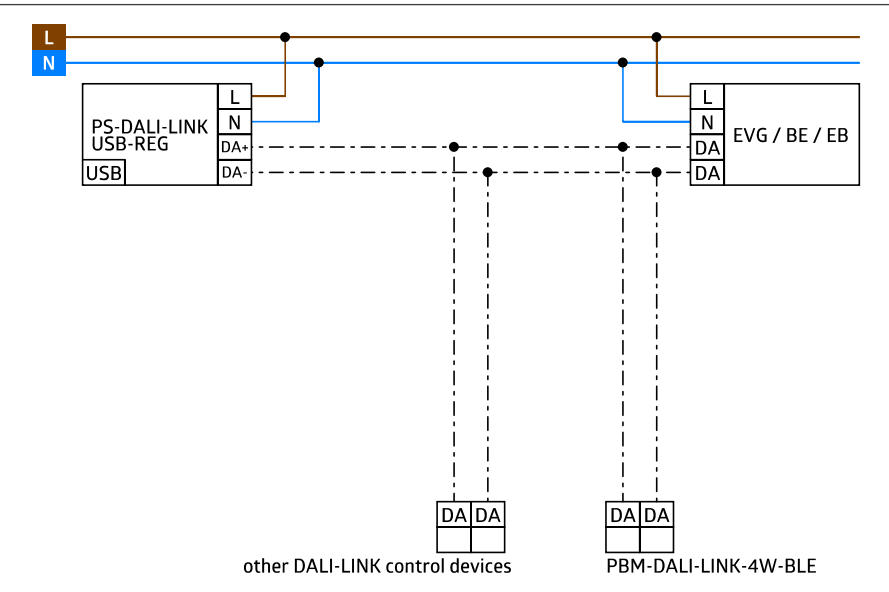 L
N
PS-DALI-LINK
USB-REG
USB
L
N
DA+
DA-
L
N
DA
DA
EVG / BE / EB
DA DA
other DALI-LINK control devices
DA DA
PBM-DALI-LINK-4W-BLE